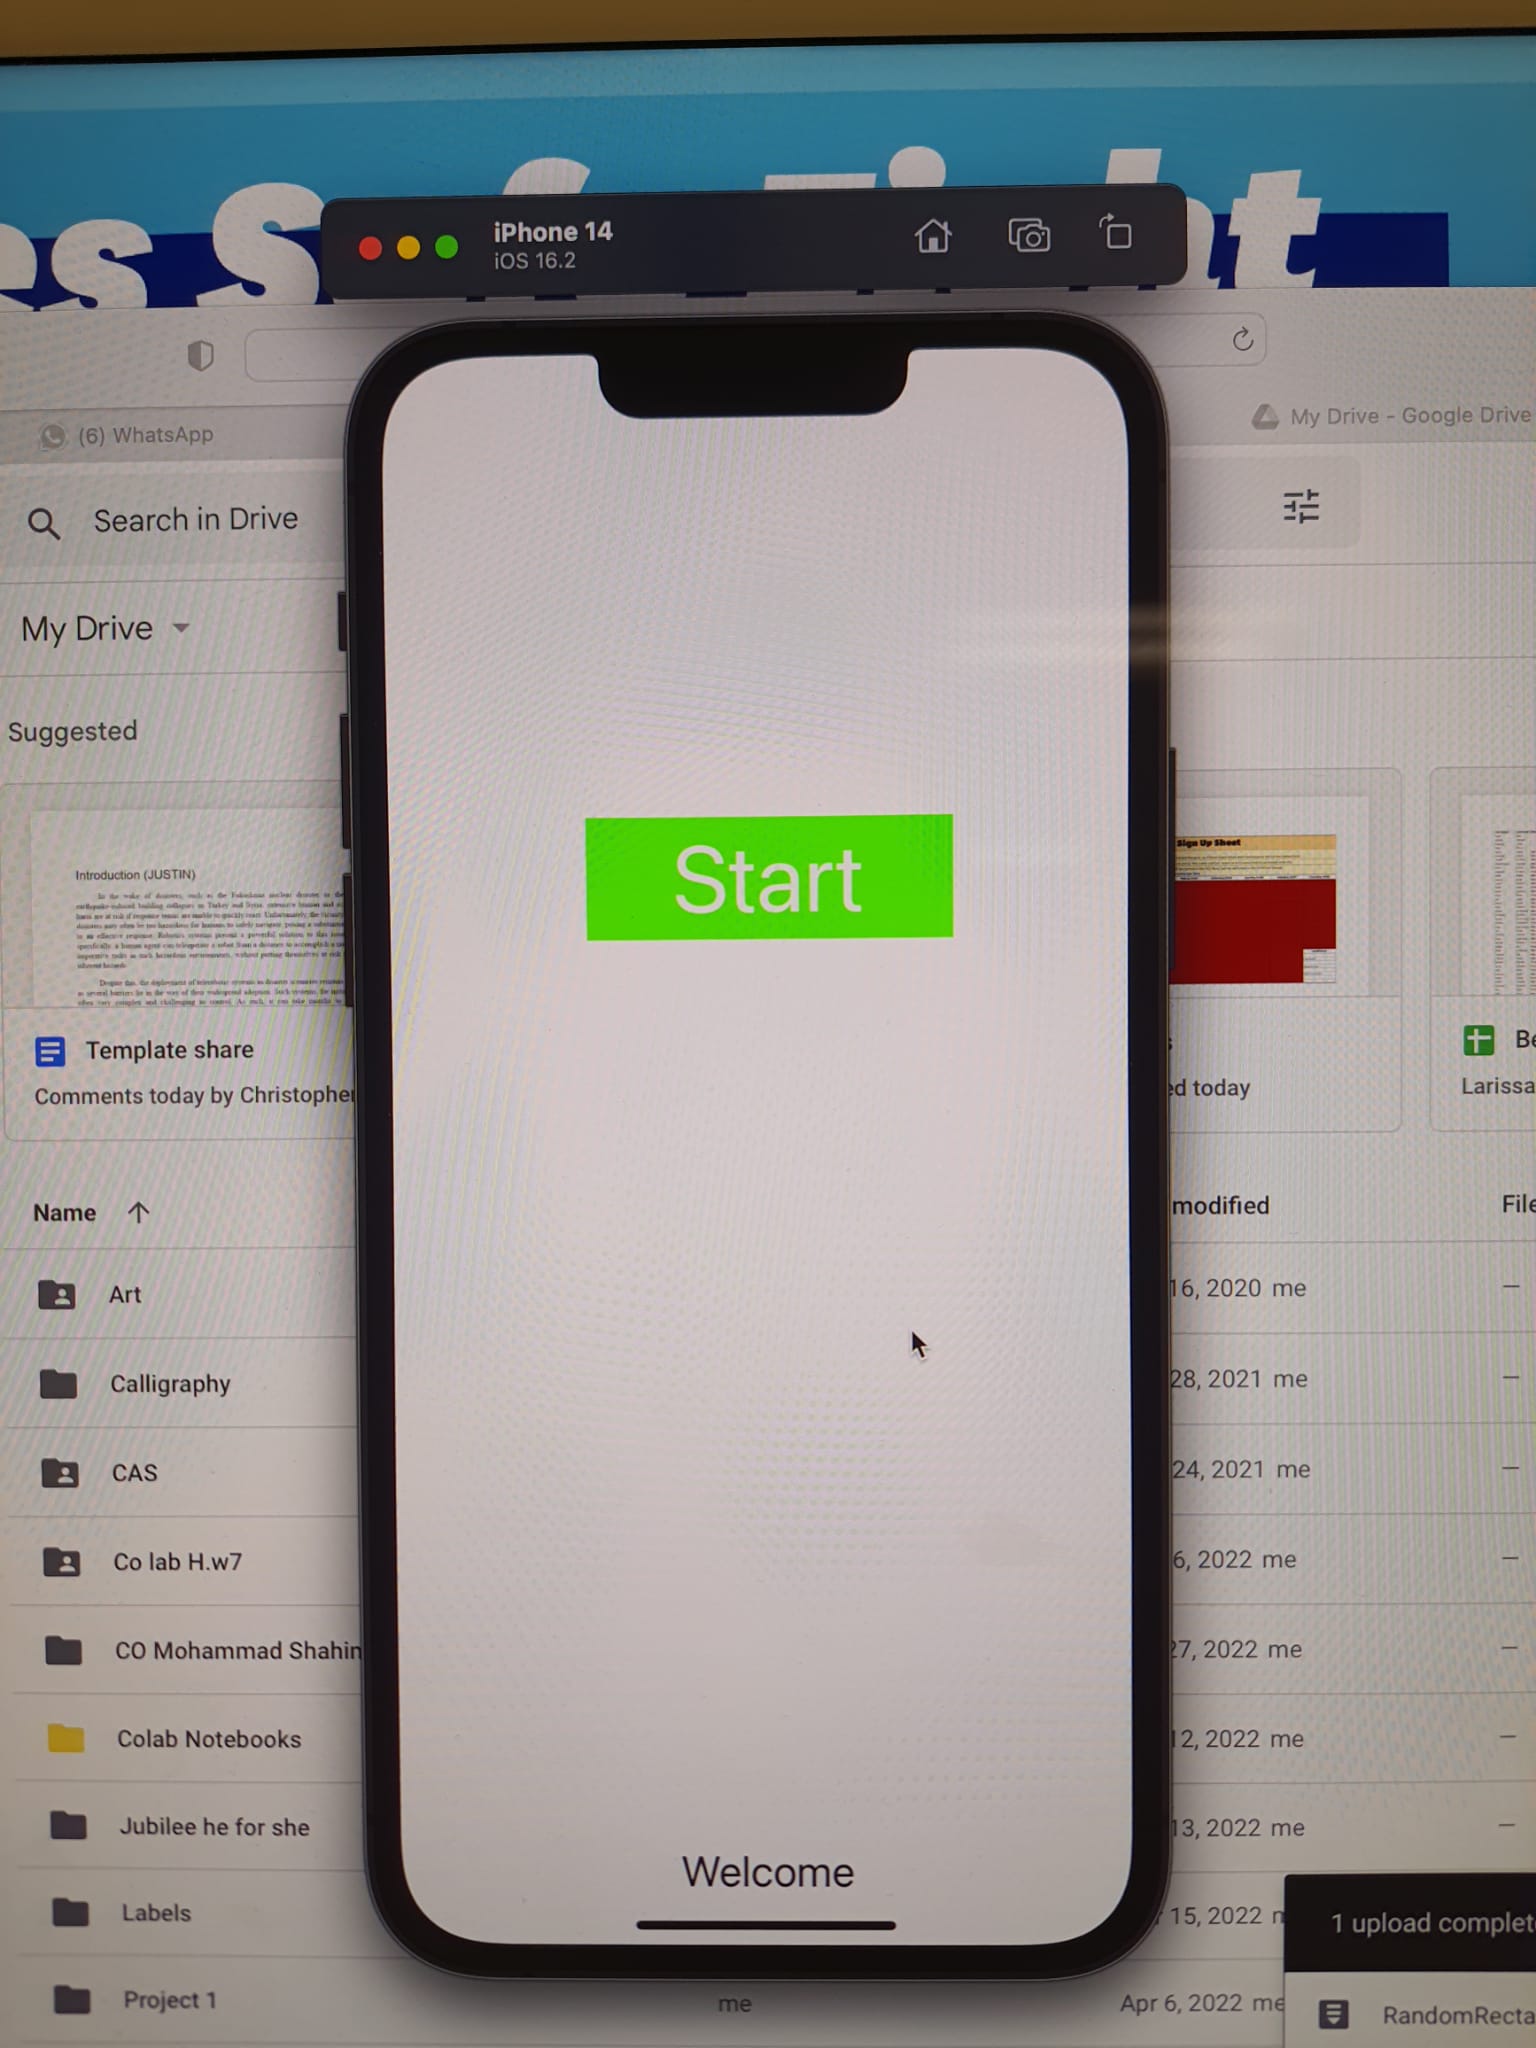 iPhone 14
iOS 16.2
(6) WhatsApp
My Drive - Google Drive
Search in Drive
My Drive
Suggested
Start
Introduction (JUSTIN)
Sign Up Sheet
Template share
Comments today by Christopher
today
Larissa
Name
modified
File
Art
16, 2020 me
Calligraphy
28, 2021 me
CAS
24, 2021 me
Co lab H.w7
6, 2022 me
CO Mohammad Shahin
27, 2022 me
Colab Notebooks
12, 2022 me
Jubilee he for she
13, 2022 me
Welcome
Labels
15, 2022
1 upload complete
Project 1
me
Apr 6, 2022 me
RandomRecta